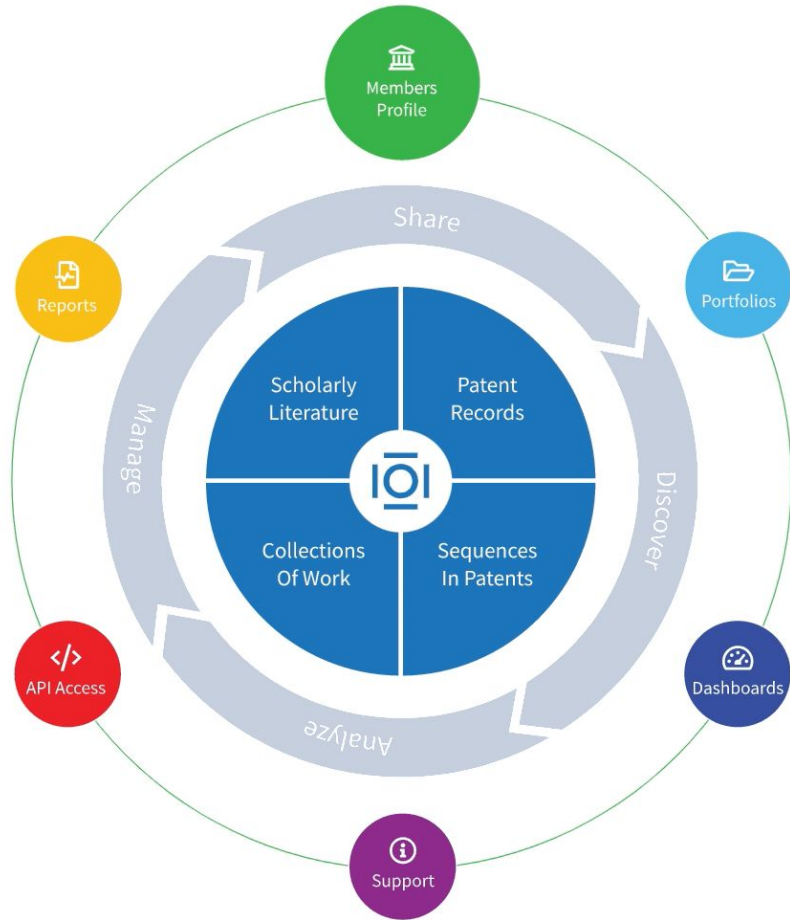 Members
Profile
Share
Reports
Portfolios
Scholarly
Literature
Patent
Records
Manage
Discover
Collections
Of Work
Sequences
In Patents
API Access
Dashboards
Analyze
Support